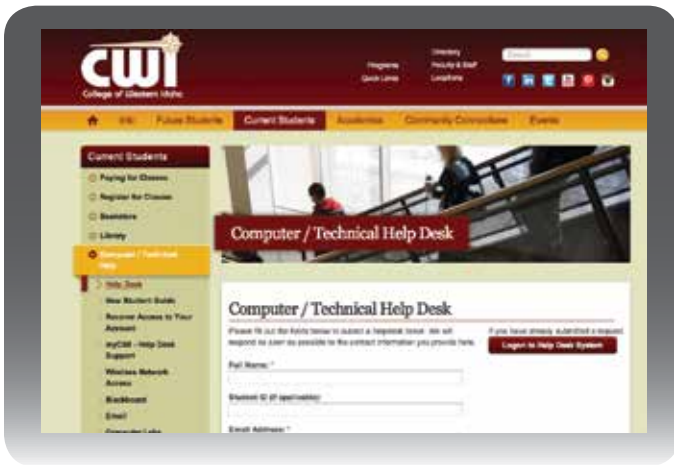 CWI
College of Western Idaho
Programs
Quick Links
Directory
Faculty & Staff
Locations
Search
Future Students
Current Students
Academics
Community Connections
Events
Current Students
Paying for Classes
Register for Classes
Bookstore
Library
Computer / Technical
Help
Help Desk
New Student Guide
Recover Access to Your
Account
myCWI - Help Desk
Support
Wireless Network
Access
Blackboard
Email
Computer Labs
Computer / Technical Help Desk
Computer / Technical Help Desk
Please fill out the fields below to submit a helpdesk ticket. We will
respond as soon as possible to the contact information you provide here.
If you have already submitted a request
Logon to Help Desk System
Full Name: *
Student ID (if applicable):
Email Address: *